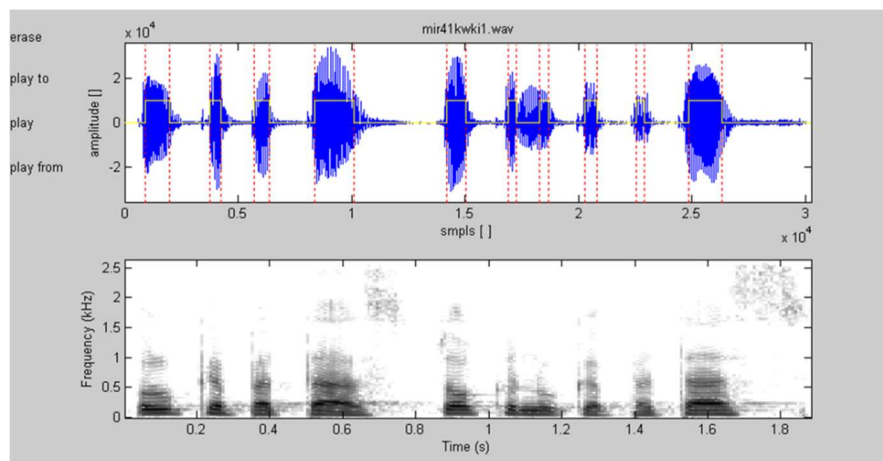 mir41kwki1.wav
erase
play to
play
play from
x 10^4
amplitude []
2
0
-2
0 0.5 1 1.5 2 2.5 3
smpls [ ]
x 10^4
Frequency (kHz)
2.5
2
1.5
1
0.5
0
0.2 0.4 0.6 0.8 1 1.2 1.4 1.6 1.8
Time (s)